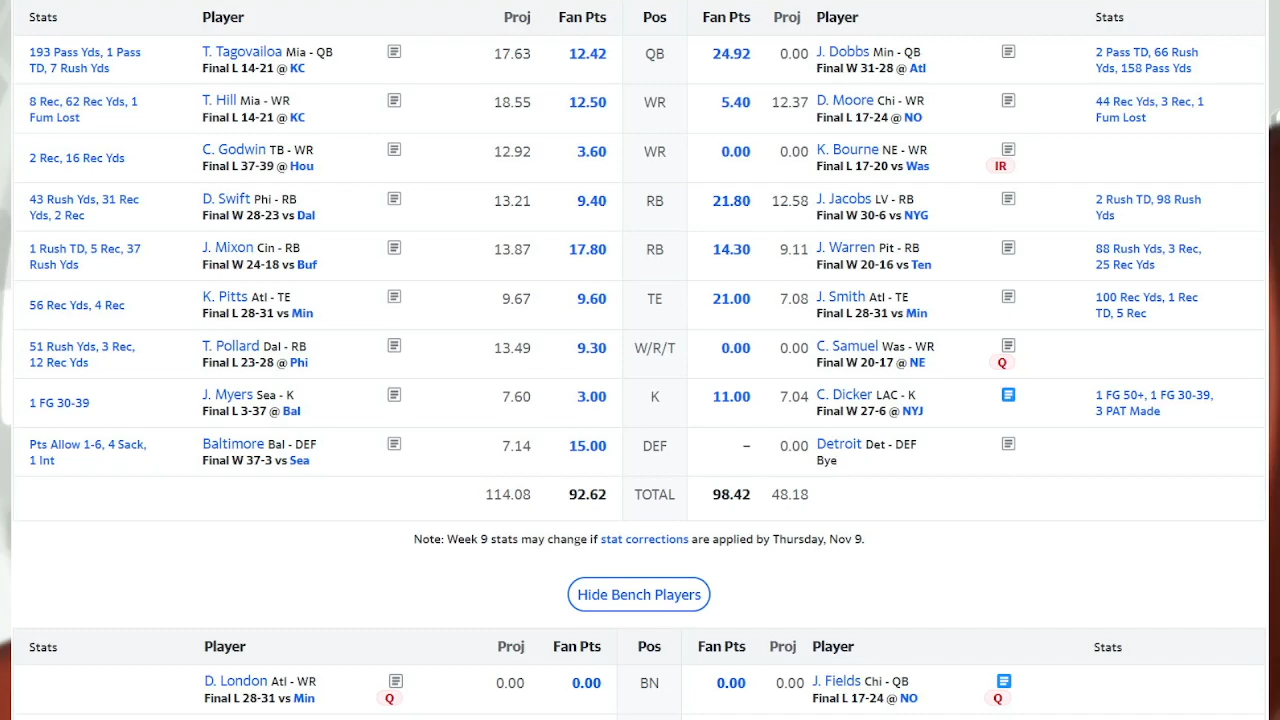 Stats Player Proj Fan Pts Pos Fan Pts Proj Player Stats
193 Pass Yds, 1 Pass T. Tagovailoa Mia - QB 17.63 12.42 QB 24.92 0.00 J. Dobbs Min - QB 2 Pass TD, 66 Rush
TD, 7 Rush Yds Final L 14-21 @ KC Final W 31-28 @ Atl Yds, 158 Pass Yds
8 Rec, 62 Rec Yds, 1 T. Hill Mia - WR 18.55 12.50 WR 5.40 12.37 D. Moore Chi - WR 44 Rec Yds, 3 Rec, 1
Fum Lost Final L 14-21 @ KC Final L 17-24 @ NO Fum Lost
2 Rec, 16 Rec Yds C. Godwin TB - WR 12.92 3.60 WR 0.00 0.00 K. Bourne NE - WR
Final L 37-39 @ Hou Final L 17-20 vs Was IR
43 Rush Yds, 31 Rec D. Swift Phi - RB 13.21 9.40 RB 21.80 12.58 J. Jacobs LV - RB 2 Rush TD, 98 Rush
Yds, 2 Rec Final W 28-23 vs Dal Final W 30-6 vs NYG Yds
1 Rush TD, 5 Rec, 37 J. Mixon Cin - RB 13.87 17.80 RB 14.30 9.11 J. Warren Pit - RB 88 Rush Yds, 3 Rec,
Rush Yds Final W 24-18 vs Buf Final W 20-16 vs Ten 25 Rec Yds
56 Rec Yds, 4 Rec K. Pitts Atl - TE 9.67 9.60 TE 21.00 7.08 J. Smith Atl - TE 100 Rec Yds, 1 Rec
Final L 28-31 vs Min Final L 28-31 vs Min TD, 5 Rec
51 Rush Yds, 3 Rec, T. Pollard Dal - RB 13.49 9.30 W/R/T 0.00 0.00 C. Samuel Was - WR
12 Rec Yds Final L 23-28 @ Phi Final W 20-17 @ NE Q
1 FG 30-39 J. Myers Sea - K 7.60 3.00 K 11.00 7.04 C. Dicker LAC - K 1 FG 50+, 1 FG 30-39,
Final L 3-37 @ Bal Final W 27-6 @ NYJ 3 PAT Made
Pts Allow 1-6, 4 Sack, Baltimore Bal - DEF 7.14 15.00 DEF – 0.00 Detroit Det - DEF
1 Int Final W 37-3 vs Sea Bye
114.08 92.62 TOTAL 98.42 48.18
Note: Week 9 stats may change if stat corrections are applied by Thursday, Nov 9.
Hide Bench Players
Stats Player Proj Fan Pts Pos Fan Pts Proj Player Stats
D. London Atl - WR 0.00 0.00 BN 0.00 0.00 J. Fields Chi - QB
Final L 28-31 vs Min Q Final L 17-24 @ NO Q